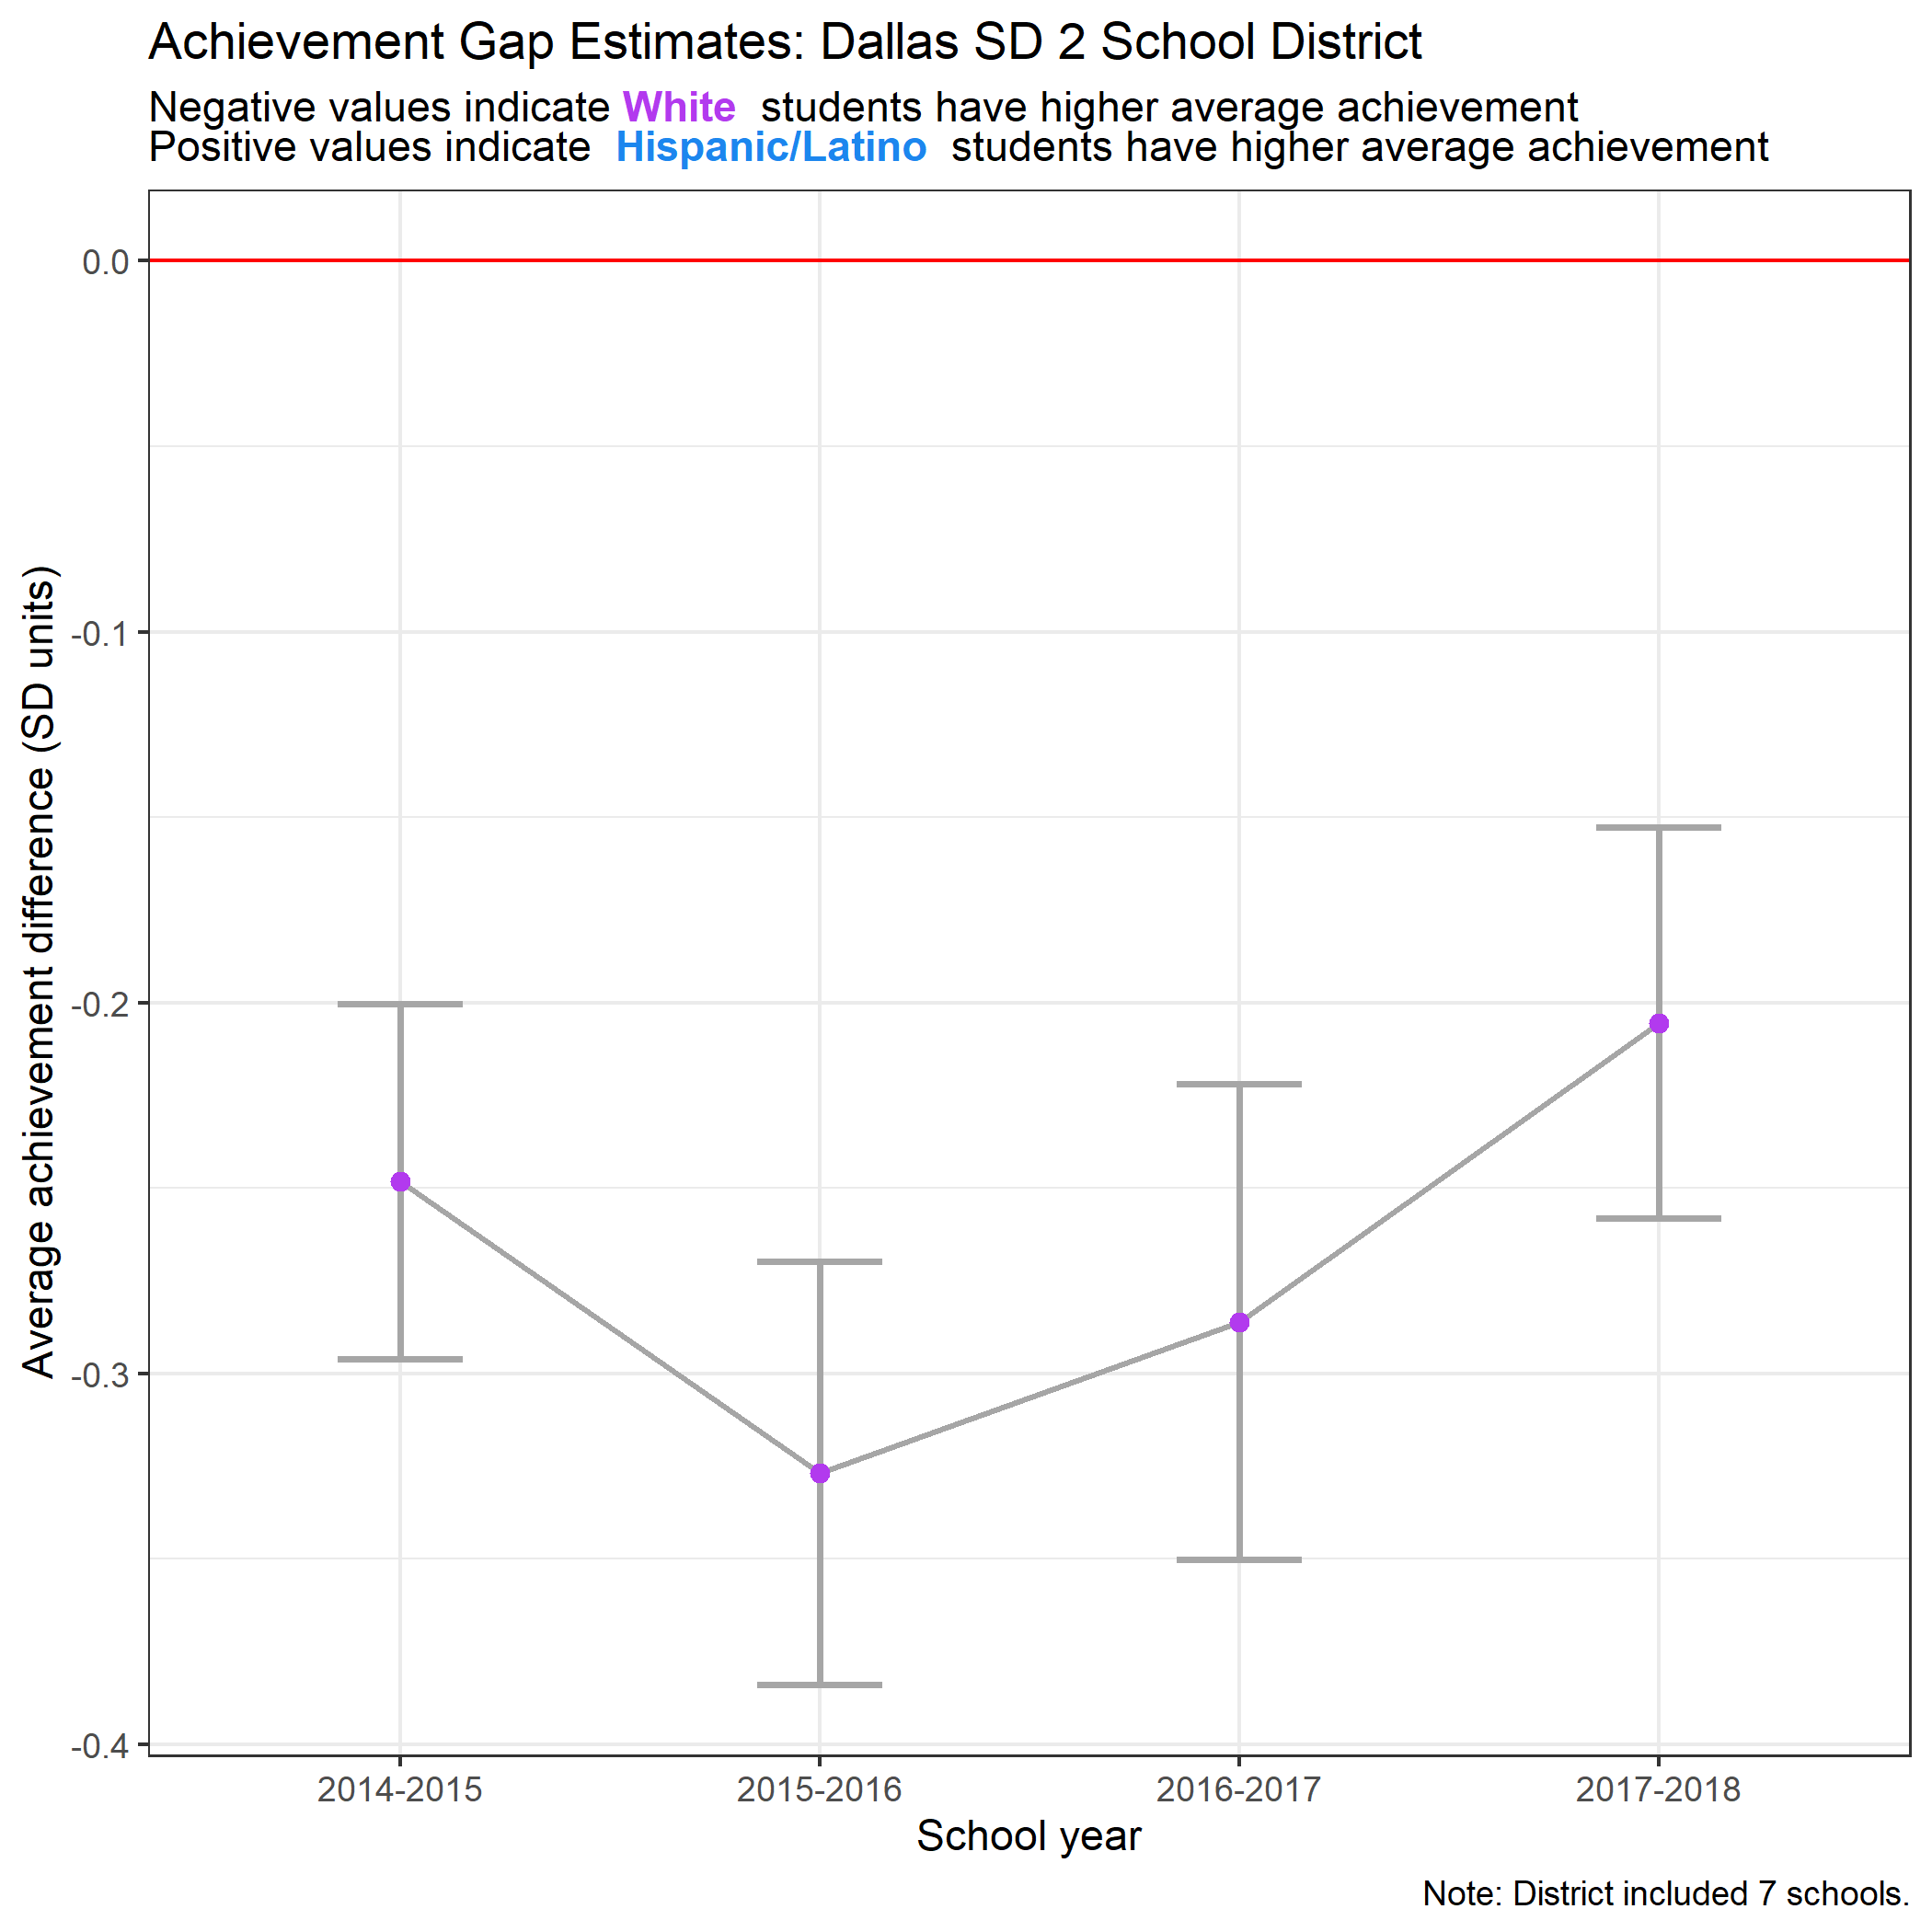 Achievement Gap Estimates: Dallas SD 2 School District
Negative values indicate White students have higher average achievement
Positive values indicate Hispanic/Latino students have higher average achievement
Average achievement difference (SD units)
0.0
-0.1
-0.2
-0.3
-0.4
2014-2015
2015-2016
2016-2017
2017-2018
School year
Note: District included 7 schools.